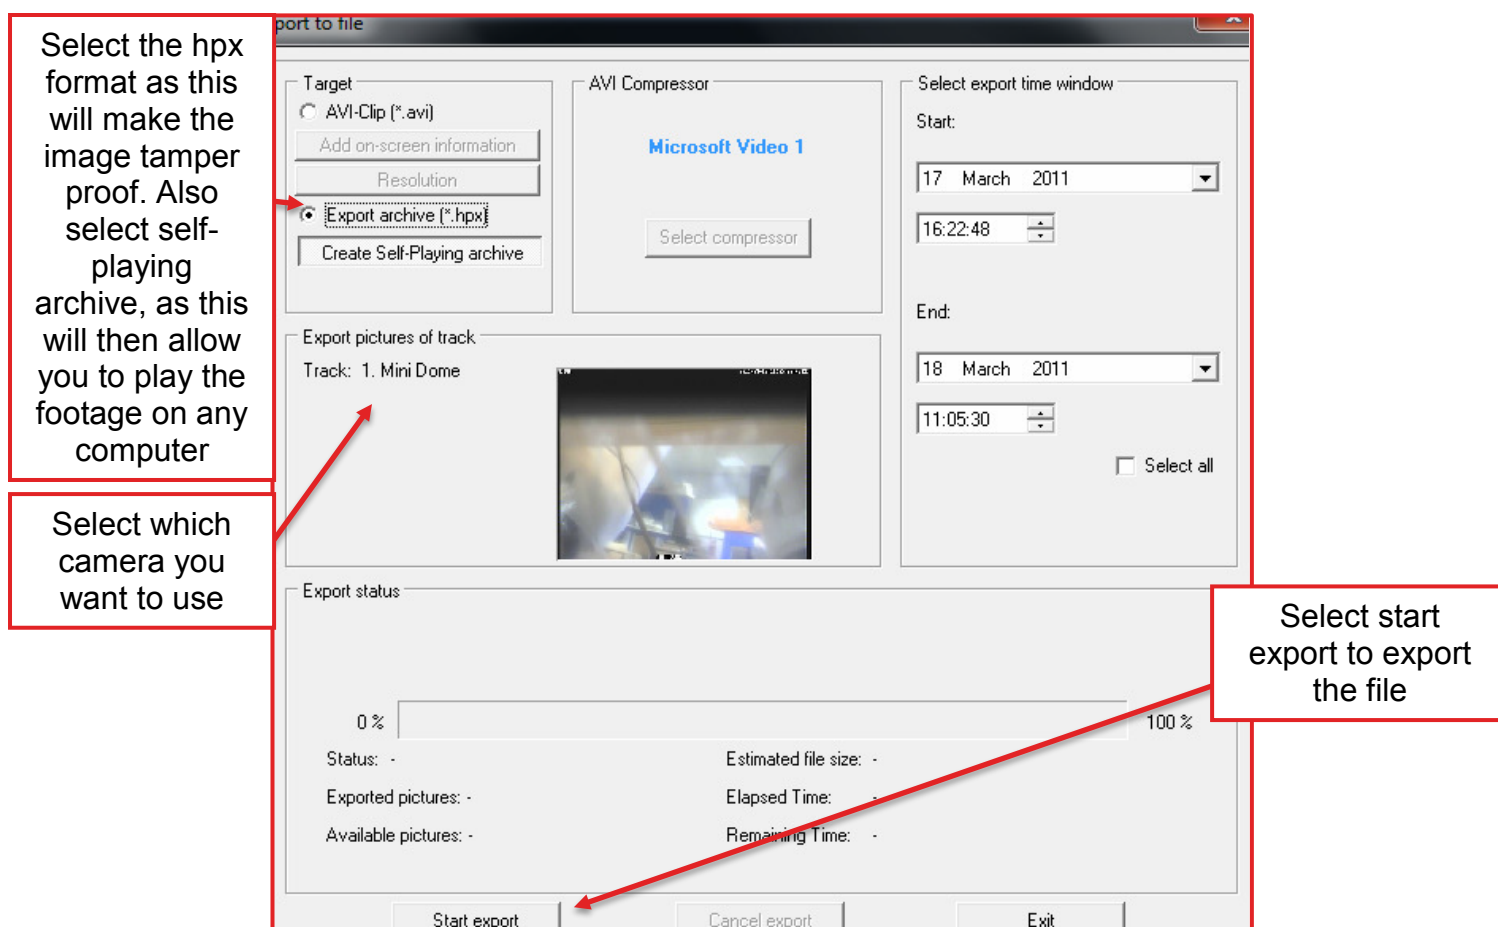 Select the hpx
format as this
will make the
image tamper
proof. Also
select self-
playing
archive, as this
will then allow
you to play the
footage on any
computer
Select which
camera you
want to use
port to file
Target
AVI-Clip (*.avi)
Add on-screen information
Resolution
Export archive (*.hpx)
Create Self-Playing archive
AVI Compressor
Microsoft Video 1
Select compressor
Select export time window
Start:
17 March 2011
16:22:48
End:
18 March 2011
11:05:30
Select all
Export pictures of track
Track: 1. Mini Dome
Export status
0 %
100 %
Status: -
Estimated file size: -
Exported pictures: -
Elapsed Time: -
Available pictures: -
Remaining Time: -
Select start
export to export
the file
Start export
Cancel export
Exit